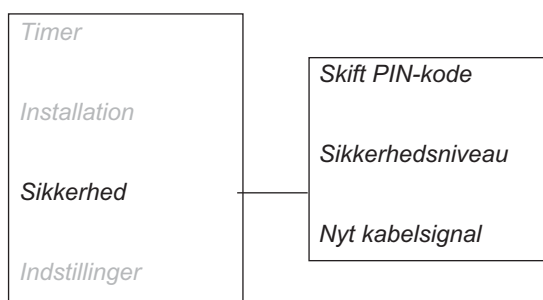 Timer
Installation
Sikkerhed
Indstillinger
Skift PIN-kode
Sikkerhedsniveau
Nyt kabelsignal